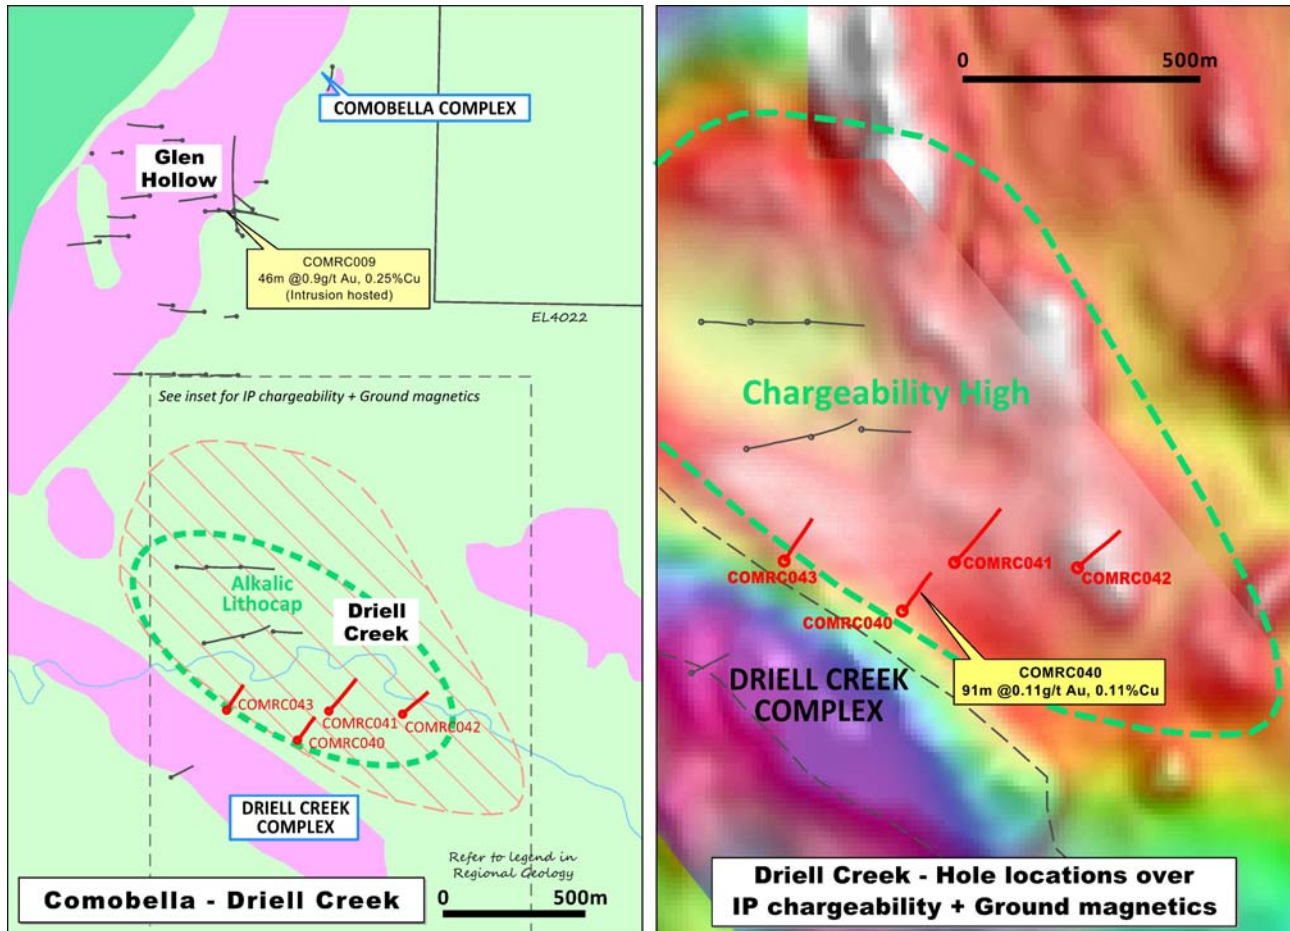 COMOBELLA COMPLEX
Glen
Hollow
COMRC009
46m @0.9g/t Au, 0.25%Cu
(Intrusion hosted)
EL4022
See inset for IP chargeability + Ground magnetics
Alkalic
Lithocap
Driell
Creek
COMRC043
COMRC041
COMRC042
COMRC040
DRIELL CREEK
COMPLEX
Refer to legend in
Regional Geology
Comobella - Driell Creek
0 500m
0 500m
Chargeability High
COMRC043
COMRC041
COMRC042
COMRC040
COMRC040
91m @0.11g/t Au, 0.11%Cu
DRIELL CREEK
COMPLEX
Driell Creek - Hole locations over
IP chargeability + Ground magnetics